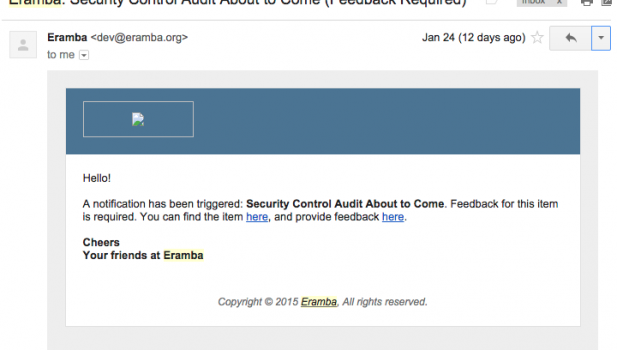 Eramba: Security Control Audit About to Come (Feedback Required)
Inbox x
Eramba <dev@eramba.org>
Jan 24 (12 days ago)
to me
Hello!
A notification has been triggered: Security Control Audit About to Come. Feedback for this item
is required. You can find the item here, and provide feedback here.
Cheers
Your friends at Eramba
Copyright © 2015 Eramba, All rights reserved.